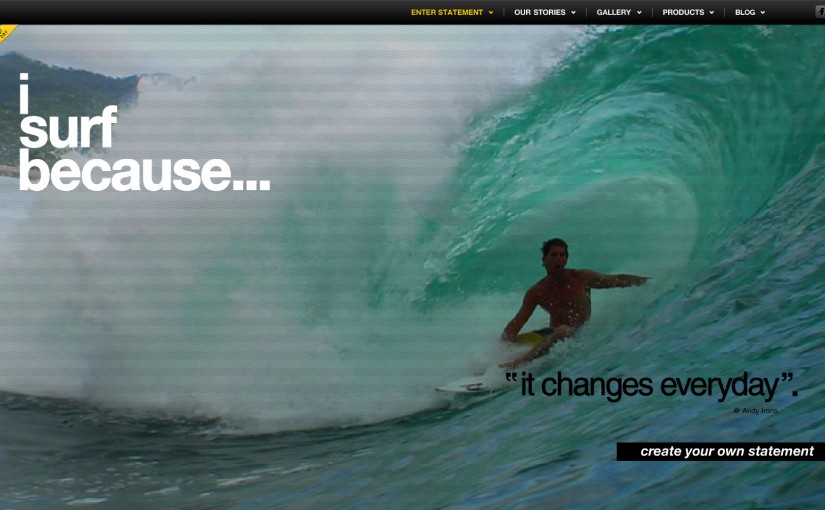 ENTER STATEMENT
OUR STORIES
GALLERY
PRODUCTS
BLOG
i
surf
because...
“it changes everyday”.
@ Andy Irons
create your own statement